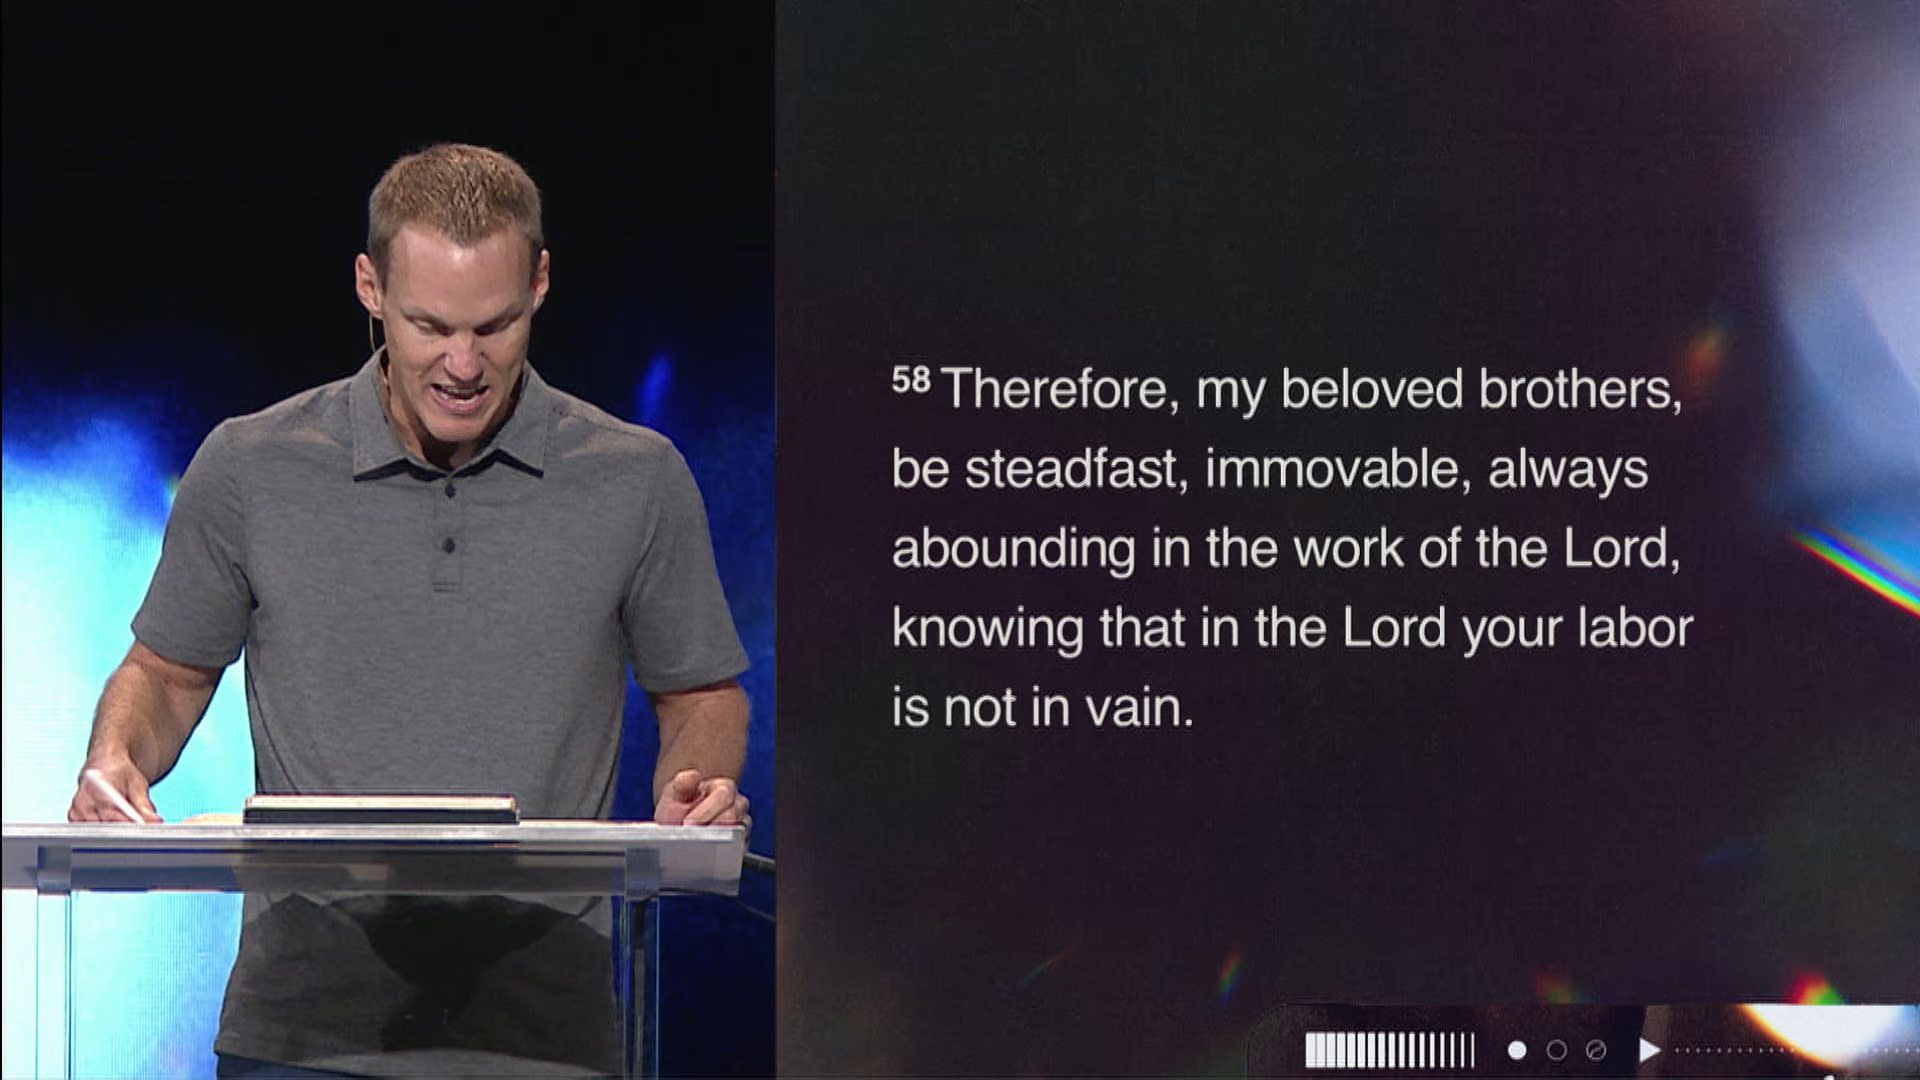 58 Therefore, my beloved brothers,
be steadfast, immovable, always
abounding in the work of the Lord,
knowing that in the Lord your labor
is not in vain.